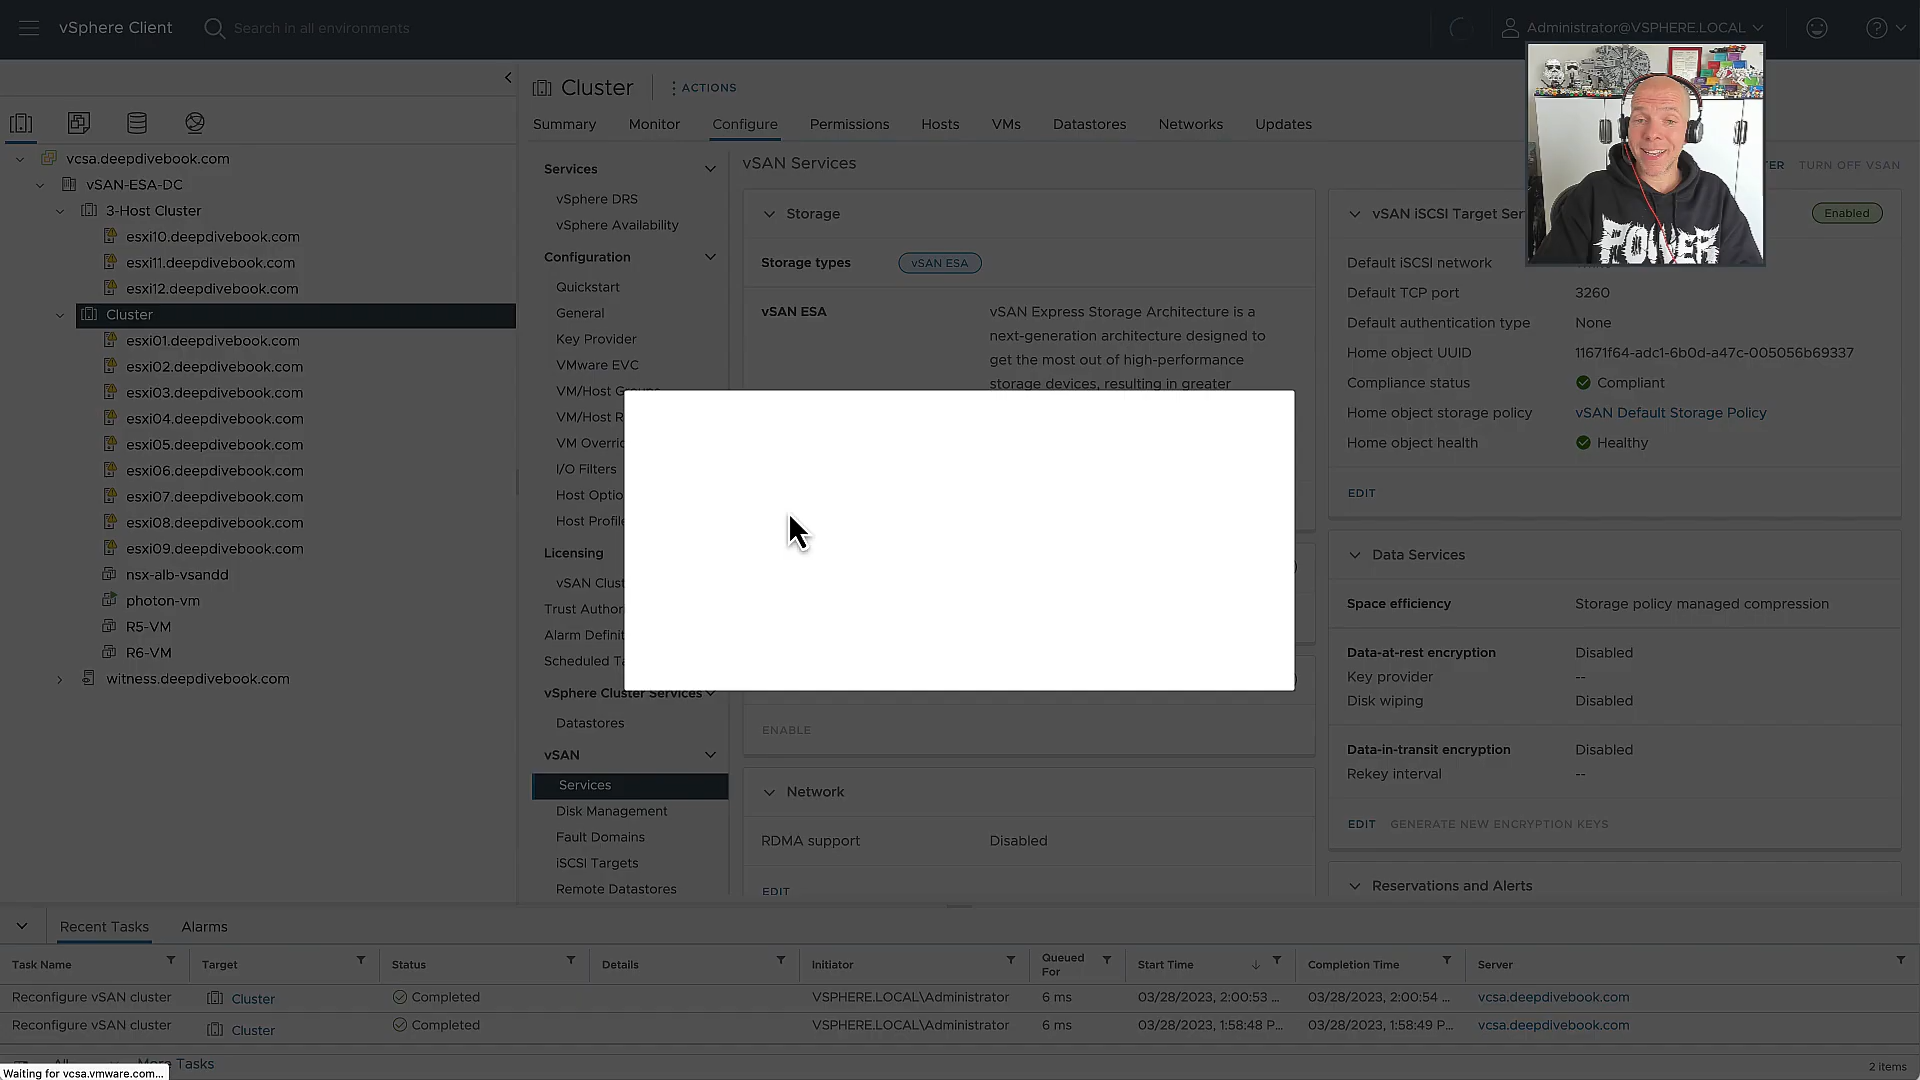 vSphere Client
Search in all environments
Administrator@VSPHERE.LOCAL
Cluster
ACTIONS
Summary
Monitor
Configure
Permissions
Hosts
VMs
Datastores
Networks
Updates
vcsa.deepdivebook.com
vSAN-ESA-DC
3-Host Cluster
esxi10.deepdivebook.com
esxi11.deepdivebook.com
esxi12.deepdivebook.com
Cluster
esxi01.deepdivebook.com
esxi02.deepdivebook.com
esxi03.deepdivebook.com
esxi04.deepdivebook.com
esxi05.deepdivebook.com
esxi06.deepdivebook.com
esxi07.deepdivebook.com
esxi08.deepdivebook.com
esxi09.deepdivebook.com
nsx-alb-vsandd
photon-vm
R5-VM
R6-VM
witness.deepdivebook.com
Services
vSphere DRS
vSphere Availability
Configuration
Quickstart
General
Key Provider
VMware EVC
VM/Host Groups
VM/Host R
VM Overri
I/O Filters
Host Optio
Host Profile
Licensing
vSAN Clust
Trust Author
Alarm Definit
Scheduled Ta
vSphere Cluster Services
Datastores
vSAN
Services
Disk Management
Fault Domains
iSCSI Targets
Remote Datastores
vSAN Services
TER TURN OFF VSAN
Storage
Storage types vSAN ESA
vSAN ESA
vSAN Express Storage Architecture is a
next-generation architecture designed to
get the most out of high-performance
storage devices, resulting in greater
ENABLE
Network
RDMA support Disabled
EDIT
vSAN iSCSI Target Ser Enabled
Default iSCSI network
Default TCP port 3260
Default authentication type None
Home object UUID 11671f64-adc1-6b0d-a47c-005056b69337
Compliance status Compliant
Home object storage policy vSAN Default Storage Policy
Home object health Healthy
EDIT
Data Services
Space efficiency Storage policy managed compression
Data-at-rest encryption Disabled
Key provider --
Disk wiping Disabled
Data-in-transit encryption Disabled
Rekey interval --
EDIT GENERATE NEW ENCRYPTION KEYS
Reservations and Alerts
POWER
Recent Tasks Alarms
Task Name Target Status Details Initiator Queued For Start Time Completion Time Server
Reconfigure vSAN cluster Cluster Completed VSPHERE.LOCAL\Administrator 6 ms 03/28/2023, 2:00:53 ... 03/28/2023, 2:00:54 ... vcsa.deepdivebook.com
Reconfigure vSAN cluster Cluster Completed VSPHERE.LOCAL\Administrator 6 ms 03/28/2023, 1:58:48 P... 03/28/2023, 1:58:49 P... vcsa.deepdivebook.com
All More Tasks
2 items
Waiting for vcsa.vmware.com...